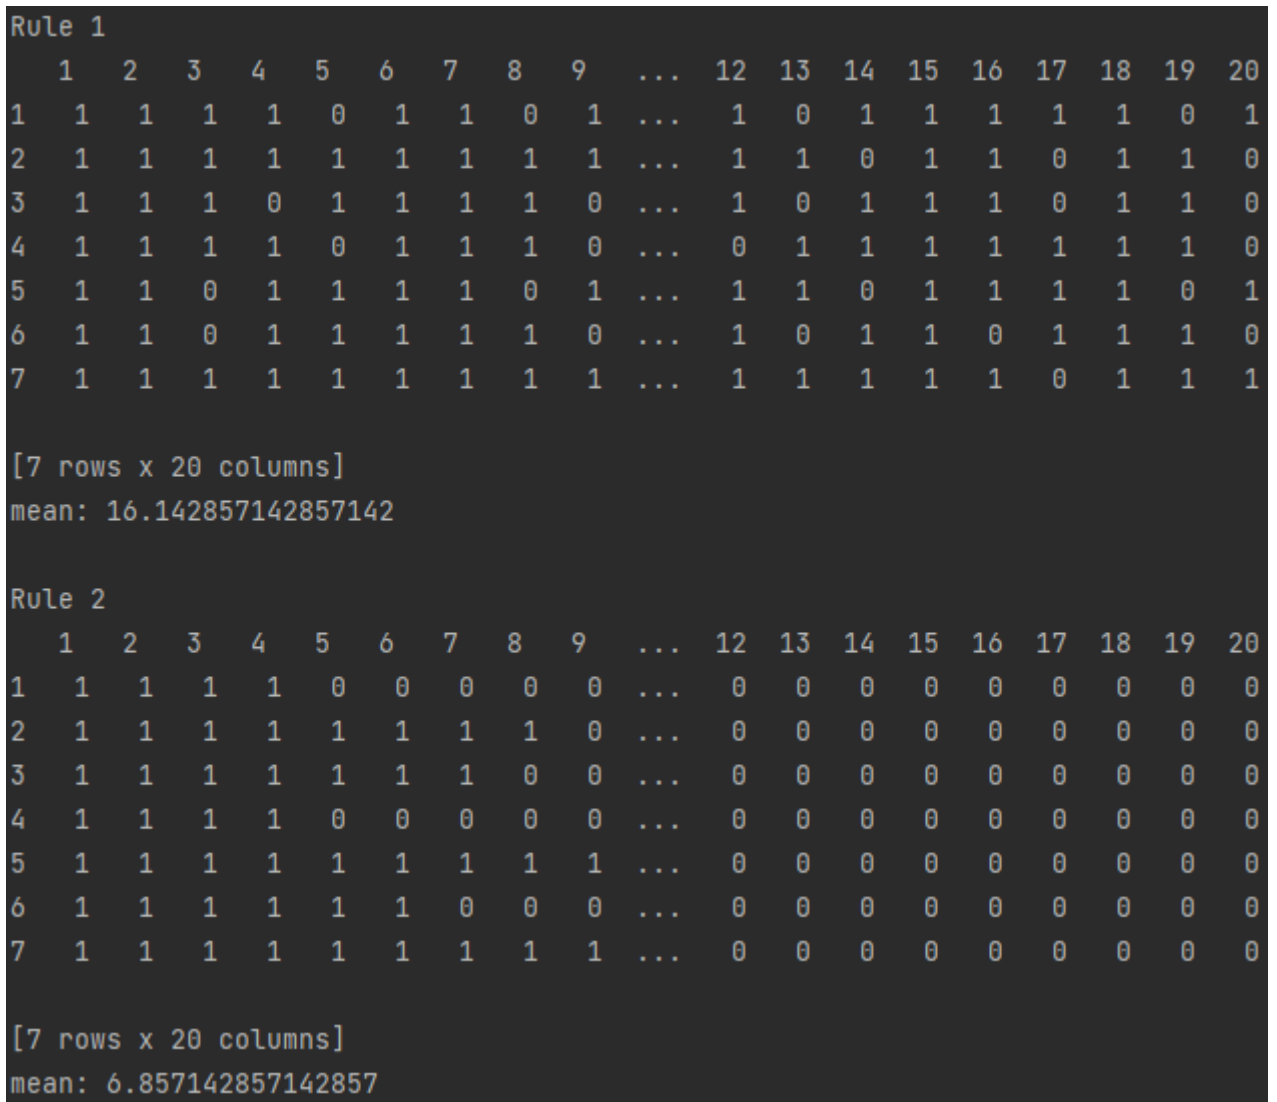 Rule 1
1 2 3 4 5 6 7 8 9 ... 12 13 14 15 16 17 18 19 20
1 1 1 1 1 0 1 1 0 1 ... 1 0 1 1 1 1 1 0 1
2 1 1 1 1 1 1 1 1 1 ... 1 1 0 1 1 0 1 1 0
3 1 1 1 0 1 1 1 1 0 ... 1 0 1 1 1 0 1 1 0
4 1 1 1 1 0 1 1 1 0 ... 0 1 1 1 1 1 1 1 0
5 1 1 0 1 1 1 1 0 1 ... 1 1 0 1 1 1 1 0 1
6 1 1 0 1 1 1 1 1 0 ... 1 0 1 1 0 1 1 1 0
7 1 1 1 1 1 1 1 1 1 ... 1 1 1 1 1 0 1 1 1
[7 rows x 20 columns]
mean: 16.142857142857142
Rule 2
1 2 3 4 5 6 7 8 9 ... 12 13 14 15 16 17 18 19 20
1 1 1 1 1 0 0 0 0 0 ... 0 0 0 0 0 0 0 0 0
2 1 1 1 1 1 1 1 1 0 ... 0 0 0 0 0 0 0 0 0
3 1 1 1 1 1 1 1 0 0 ... 0 0 0 0 0 0 0 0 0
4 1 1 1 1 0 0 0 0 0 ... 0 0 0 0 0 0 0 0 0
5 1 1 1 1 1 1 1 1 1 ... 0 0 0 0 0 0 0 0 0
6 1 1 1 1 1 1 0 0 0 ... 0 0 0 0 0 0 0 0 0
7 1 1 1 1 1 1 1 1 1 ... 0 0 0 0 0 0 0 0 0
[7 rows x 20 columns]
mean: 6.857142857142857